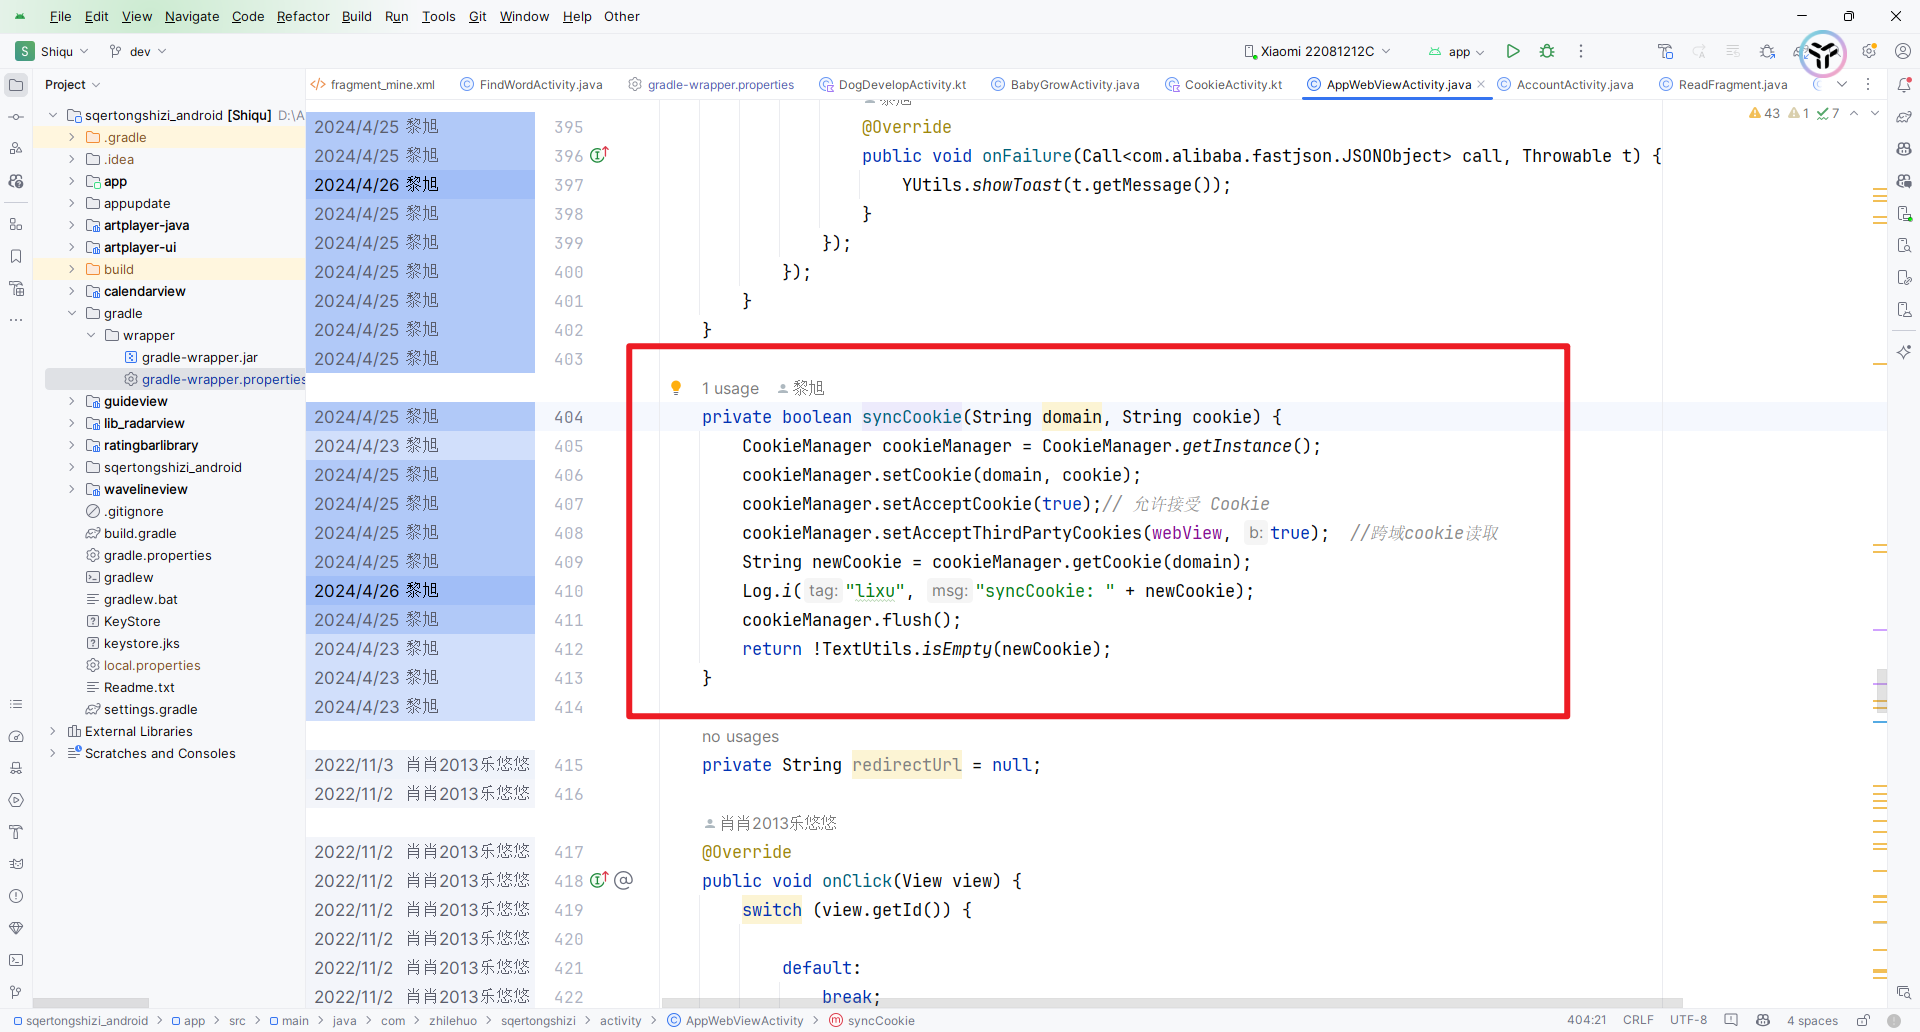 File Edit View Navigate Code Refactor Build Run Tools Git Window Help Other
S Shiqu dev Xiaomi 22081212C app
Project
fragment_mine.xml FindWordActivity.java gradle-wrapper.properties DogDevelopActivity.kt BabyGrowActivity.java CookieActivity.kt AppWebViewActivity.java AccountActivity.java ReadFragment.java
43 1 7
sqertongshizi_android [Shiqu] D:\A
.gradle
.idea
app
appupdate
artplayer-java
artplayer-ui
build
calendarview
gradle
wrapper
gradle-wrapper.jar
gradle-wrapper.properties
guideview
lib_radarview
ratingbarlibrary
sqertongshizi_android
wavelineview
.gitignore
build.gradle
gradle.properties
gradlew
gradlew.bat
KeyStore
keystore.jks
local.properties
Readme.txt
settings.gradle
External Libraries
Scratches and Consoles
黎旭
2024/4/25 黎旭 395 @Override
2024/4/25 黎旭 396 public void onFailure(Call<com.alibaba.fastjson.JSONObject> call, Throwable t) {
2024/4/26 黎旭 397 YUtils.showToast(t.getMessage());
2024/4/25 黎旭 398 }
2024/4/25 黎旭 399 });
2024/4/25 黎旭 400 });
2024/4/25 黎旭 401 }
2024/4/25 黎旭 402 }
2024/4/25 黎旭 403
1 usage 黎旭
2024/4/25 黎旭 404 private boolean syncCookie(String domain, String cookie) {
2024/4/23 黎旭 405 CookieManager cookieManager = CookieManager.getInstance();
2024/4/25 黎旭 406 cookieManager.setCookie(domain, cookie);
2024/4/25 黎旭 407 cookieManager.setAcceptCookie(true);// 允许接受 Cookie
2024/4/25 黎旭 408 cookieManager.setAcceptThirdPartyCookies(webView, b: true); //跨域cookie读取
2024/4/25 黎旭 409 String newCookie = cookieManager.getCookie(domain);
2024/4/26 黎旭 410 Log.i( tag: "lixu", msg: "syncCookie: " + newCookie);
2024/4/25 黎旭 411 cookieManager.flush();
2024/4/23 黎旭 412 return !TextUtils.isEmpty(newCookie);
2024/4/23 黎旭 413 }
2024/4/23 黎旭 414
no usages
2022/11/3 肖肖2013乐悠悠 415 private String redirectUrl = null;
2022/11/2 肖肖2013乐悠悠 416
肖肖2013乐悠悠
2022/11/2 肖肖2013乐悠悠 417 @Override
2022/11/2 肖肖2013乐悠悠 418 @ public void onClick(View view) {
2022/11/2 肖肖2013乐悠悠 419 switch (view.getId()) {
2022/11/2 肖肖2013乐悠悠 420
2022/11/2 肖肖2013乐悠悠 421 default:
2022/11/2 肖肖2013乐悠悠 422 break;
sqertongshizi_android > app > src > main > java > com > zhilehuo > sqertongshizi > activity > AppWebViewActivity > syncCookie 404:21 CRLF UTF-8 4 spaces